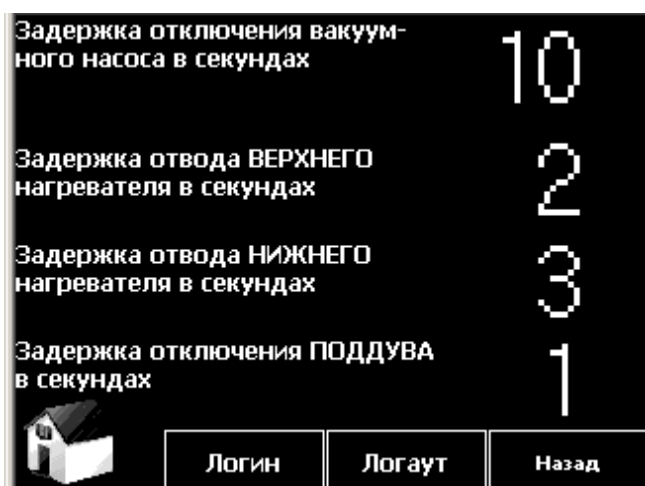 Задержка отключения вакуум-
ного насоса в секундах
10
Задержка отвода ВЕРХНЕГО
нагревателя в секундах
2
Задержка отвода НИЖНЕГО
нагревателя в секундах
3
Задержка отключения ПОДДУВА
в секундах
1
Логин
Логаут
Назад